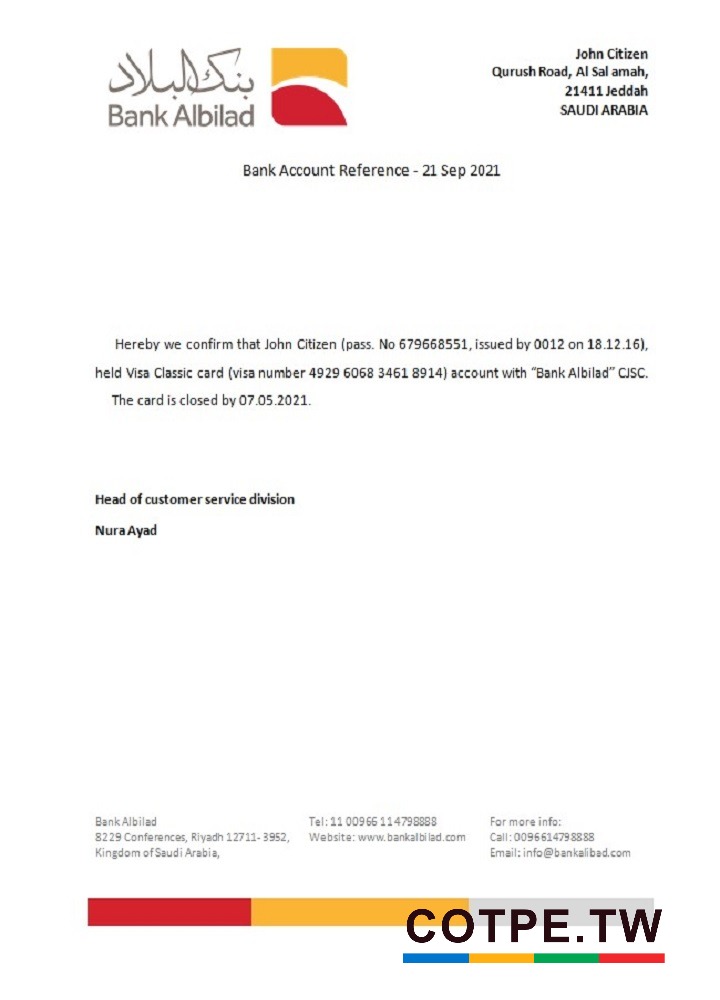 بنك البلاد
Bank Albilad
John Citizen
Qurush Road, Al Sal amah,
21411 Jeddah
SAUDI ARABIA
Bank Account Reference - 21 Sep 2021
Hereby we confirm that John Citizen (pass. No 679668551, issued by 0012 on 18.12.16),
held Visa Classic card (visa number 4929 6068 3461 8914) account with “Bank Albilad” CJSC.
The card is closed by 07.05.2021.
Head of customer service division
Nura Ayad
Bank Albilad
8229 Conferences, Riyadh 12711- 3952,
Kingdom of Saudi Arabia,
Tel: 11 00966 114798888
Website: www.bankalbilad.com
For more info:
Call: 0096614798888
Email: info@bankalibad.com
COTPE.TW